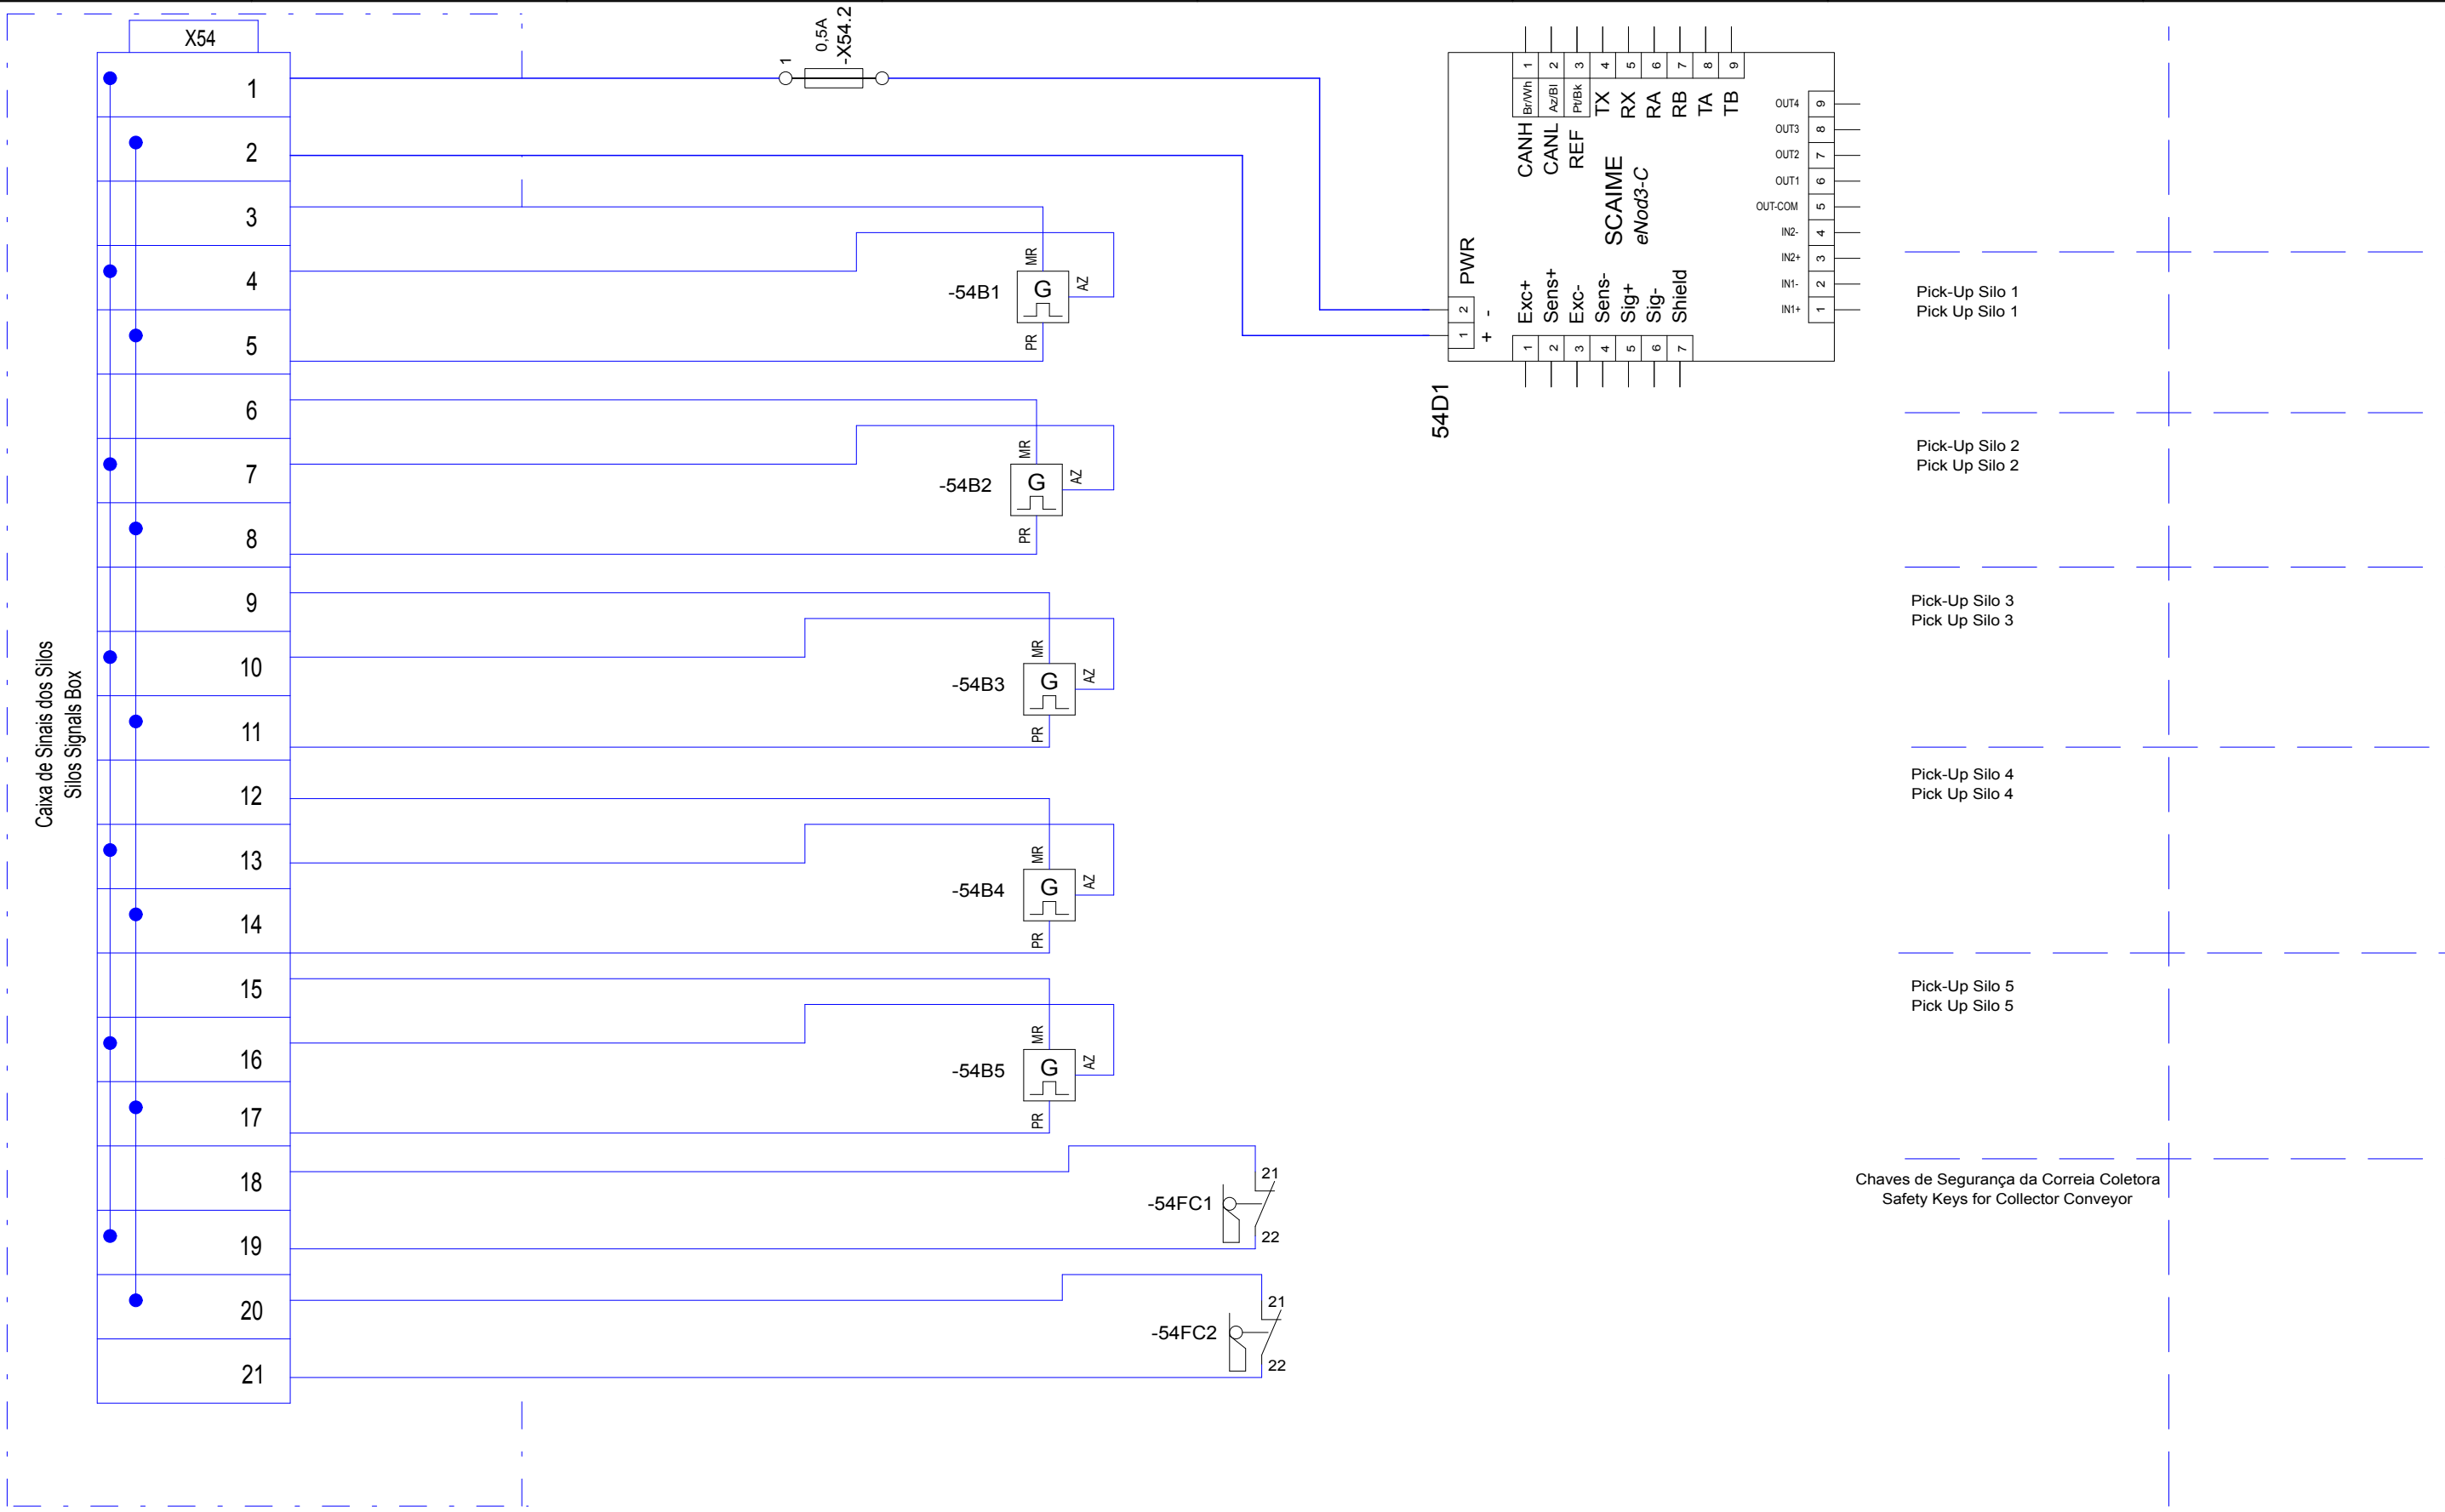 X54
1
2
3
4
5
6
7
8
9
10
11
12
13
14
15
16
17
18
19
20
21
Caixa de Sinais dos Silos
Silos Signals Box
1
0,5A
-X54.2
-54B1
MR
G
AZ
PR
-54B2
MR
G
AZ
PR
-54B3
MR
G
AZ
PR
-54B4
MR
G
AZ
PR
-54B5
MR
G
AZ
PR
-54FC1
21
22
-54FC2
21
22
54D1
1 2 3 4 5 6 7 8 9
Br/Wh Az/Bl Pt/Bk
CANH CANL REF TX RX RA RB TA TB
SCAIME
eNod3-C
PWR
2 -
1 +
Exc+ Sens+ Exc- Sens- Sig+ Sig- Shield
1 2 3 4 5 6 7
OUT4 9
OUT3 8
OUT2 7
OUT1 6
OUT-COM 5
IN2- 4
IN2+ 3
IN1- 2
IN1+ 1
Pick-Up Silo 1
Pick Up Silo 1
Pick-Up Silo 2
Pick Up Silo 2
Pick-Up Silo 3
Pick Up Silo 3
Pick-Up Silo 4
Pick Up Silo 4
Pick-Up Silo 5
Pick Up Silo 5
Chaves de Segurança da Correia Coletora
Safety Keys for Collector Conveyor